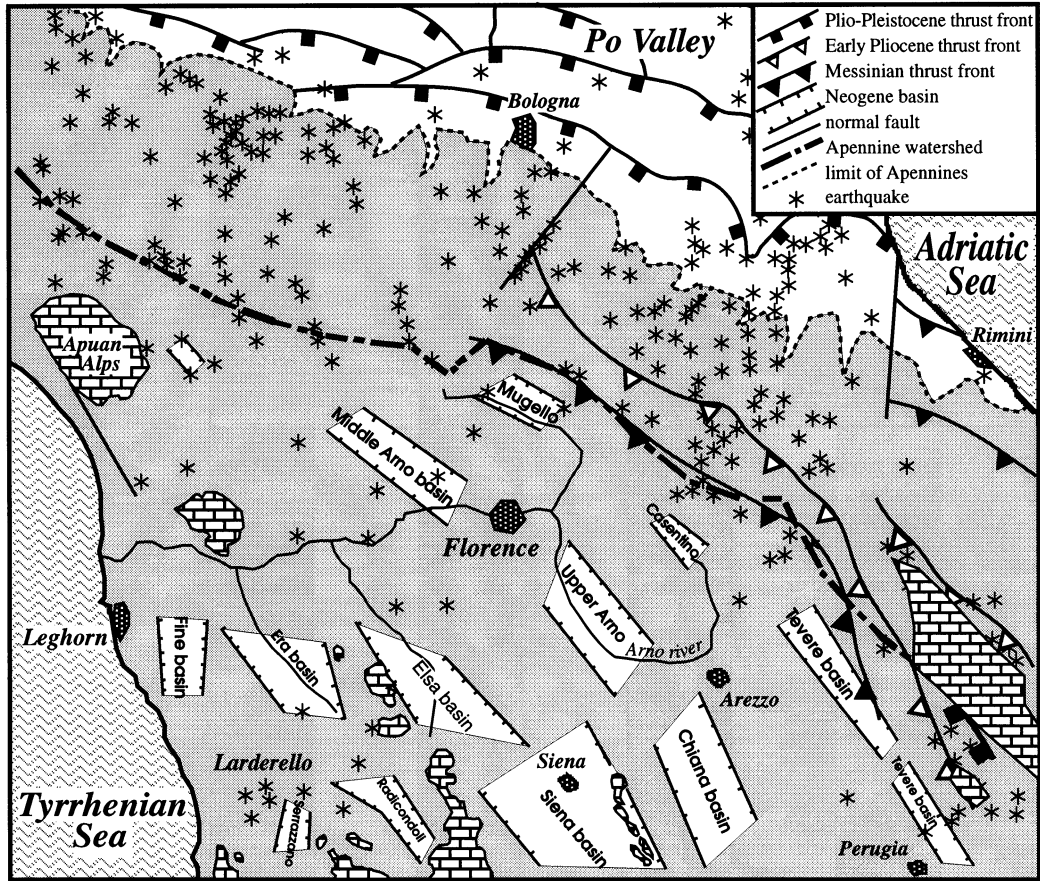 Po Valley
Plio-Pleistocene thrust front
Early Pliocene thrust front
Messinian thrust front
Neogene basin
normal fault
Apennine watershed
limit of Apennines
earthquake
Bologna
Adriatic
Sea
Rimini
Apuan
Alps
Mugello
Middle Arno basin
Casentino
Florence
Upper Arno
Arno river
Leghorn
Fine basin
Era basin
Elsa basin
Tevere basin
Arezzo
Larderello
Siena
Chiana basin
Siena basin
Tevere basin
Radicondoli
Serrazzano
Tyrrhenian
Sea
Perugia